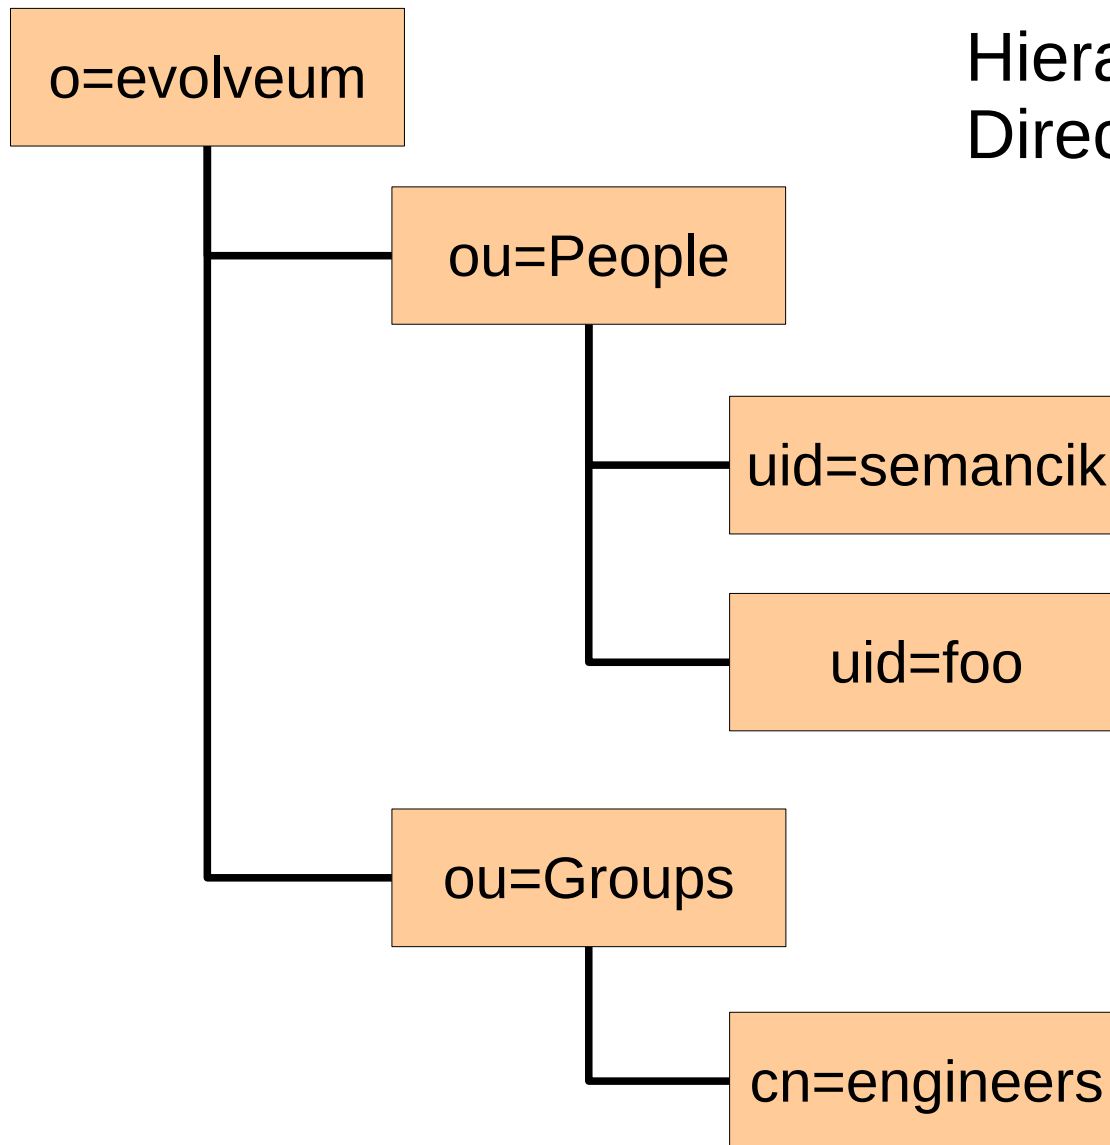 o=evolveum
ou=People
uid=semancik
uid=foo
ou=Groups
cn=engineers